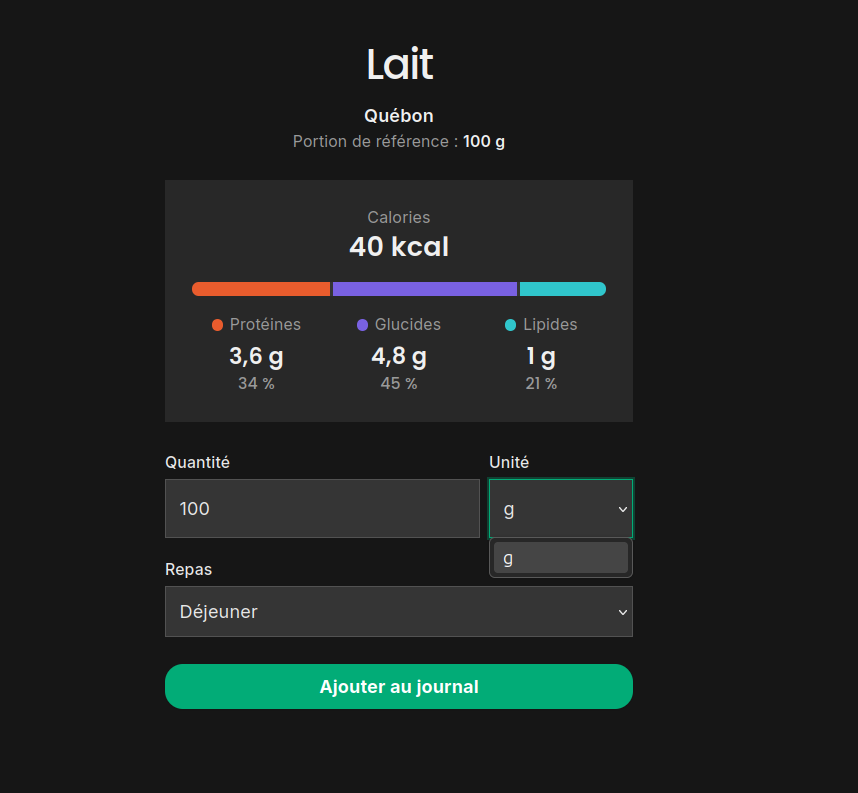 Lait
Québon
Portion de référence : 100 g
Calories
40 kcal
Protéines Glucides Lipides
3,6 g 4,8 g 1 g
34 % 45 % 21 %
Quantité Unité
100 g
g
Repas
Déjeuner
Ajouter au journal